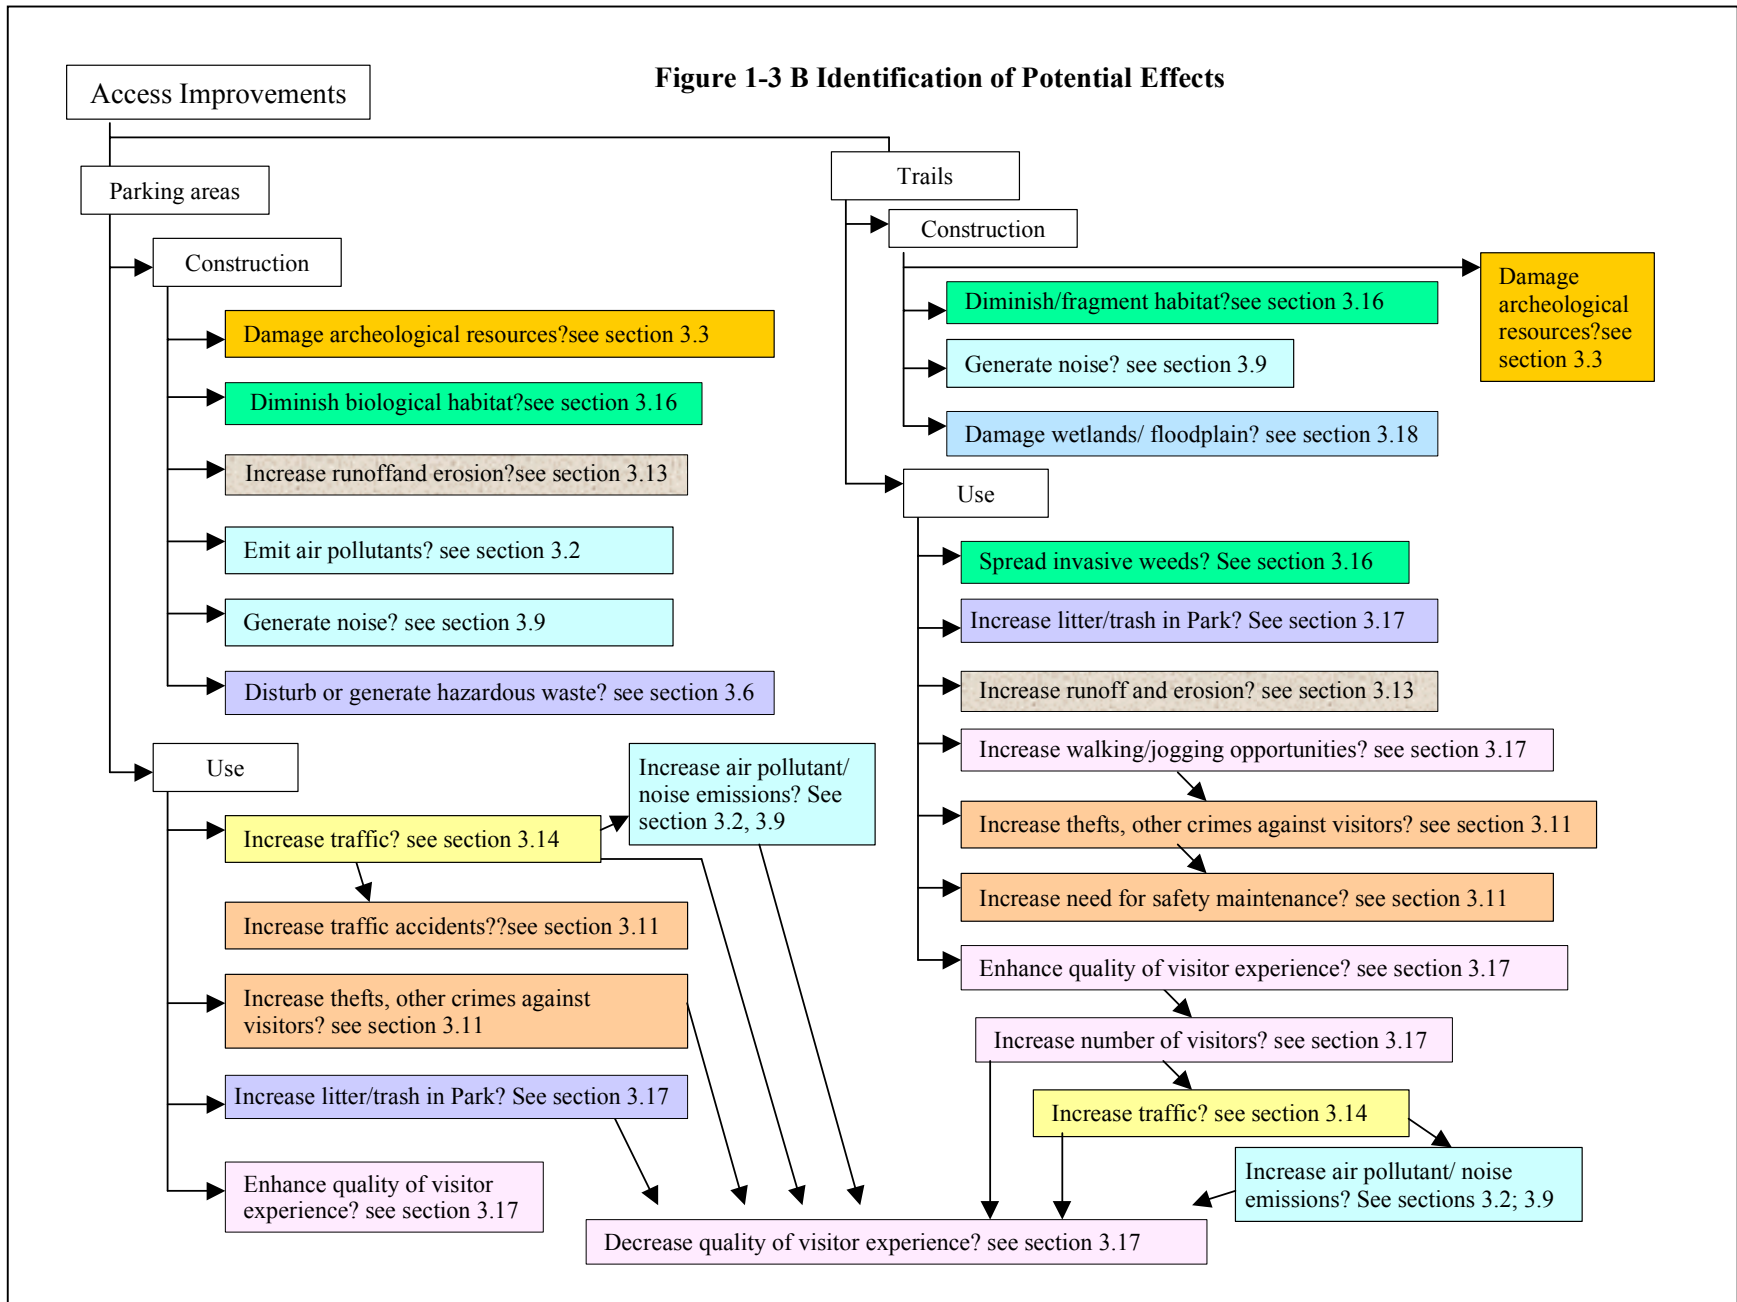 Figure 1-3 B Identification of Potential Effects
Access Improvements
Parking areas
Construction
Damage archeological resources?see section 3.3
Diminish biological habitat?see section 3.16
Increase runoffand erosion?see section 3.13
Emit air pollutants? see section 3.2
Generate noise? see section 3.9
Disturb or generate hazardous waste? see section 3.6
Use
Increase traffic? see section 3.14
Increase air pollutant/
noise emissions? See
section 3.2, 3.9
Increase traffic accidents??see section 3.11
Increase thefts, other crimes against
visitors? see section 3.11
Increase litter/trash in Park? See section 3.17
Enhance quality of visitor
experience? see section 3.17
Trails
Construction
Damage
archeological
resources?see
section 3.3
Diminish/fragment habitat?see section 3.16
Generate noise? see section 3.9
Damage wetlands/ floodplain? see section 3.18
Use
Spread invasive weeds? See section 3.16
Increase litter/trash in Park? See section 3.17
Increase runoff and erosion? see section 3.13
Increase walking/jogging opportunities? see section 3.17
Increase thefts, other crimes against visitors? see section 3.11
Increase need for safety maintenance? see section 3.11
Enhance quality of visitor experience? see section 3.17
Increase number of visitors? see section 3.17
Increase traffic? see section 3.14
Increase air pollutant/ noise
emissions? See sections 3.2; 3.9
Decrease quality of visitor experience? see section 3.17